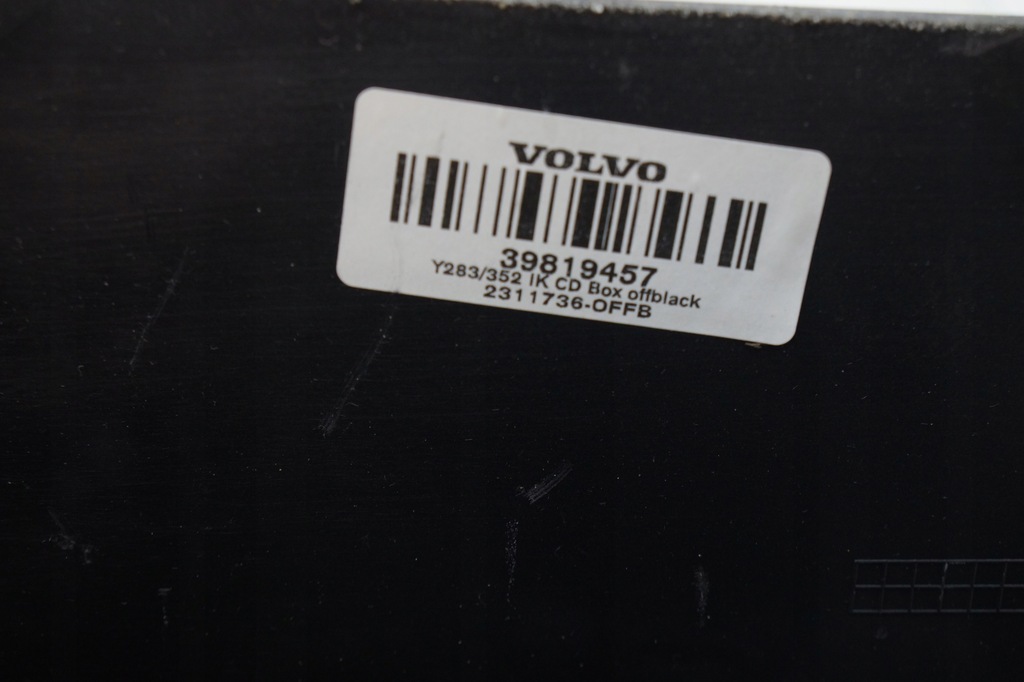 VOLVO
39819457
Y283/352 IK CD Box offblack
2311736-OFFB